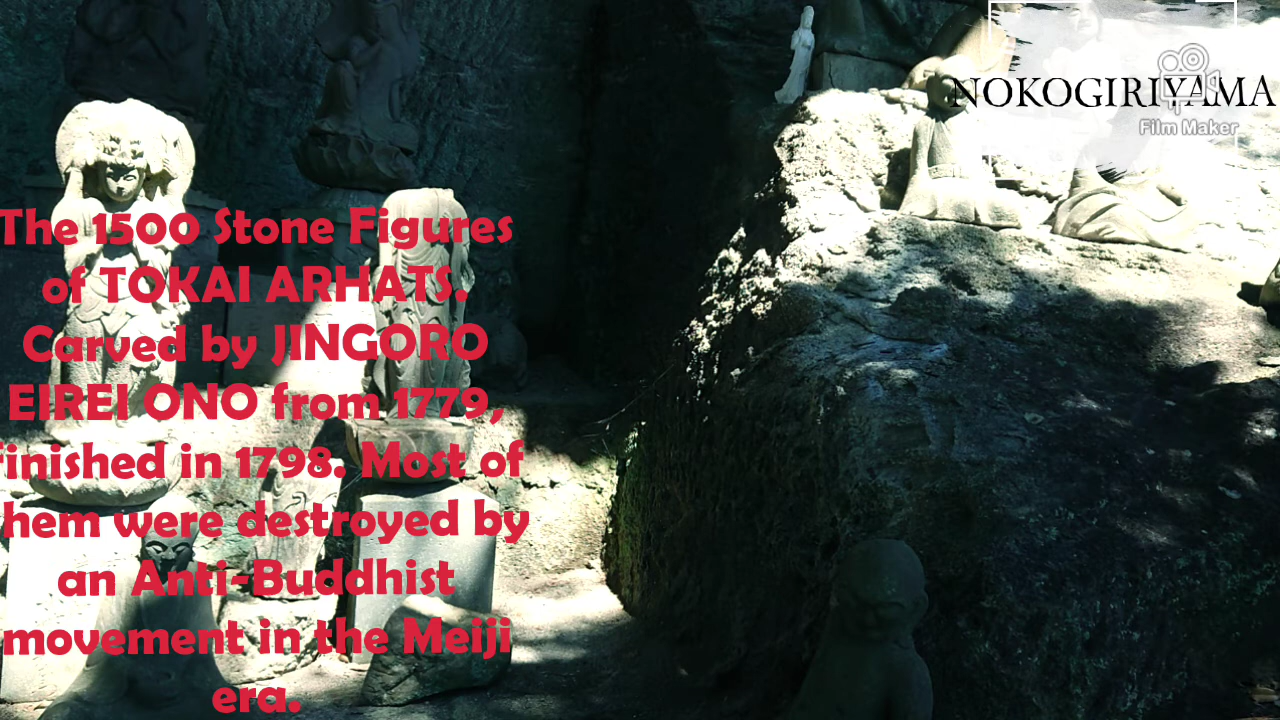 NOKOGIRIYAMA
Film Maker
The 1500 Stone Figures
of TOKAI ARHATS.
Carved by JINGORO
EIREI ONO from 1779,
finished in 1798. Most of
hem were destroyed by
an Anti-Buddhist
movement in the Meiji
era.